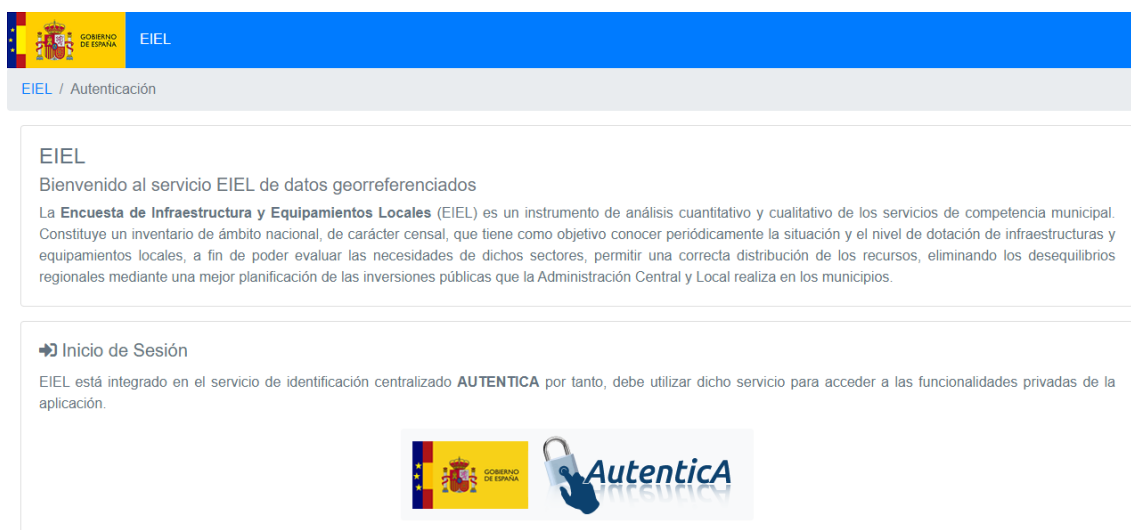 GOBIERNO
DE ESPAÑA
EIEL
EIEL / Autenticación
EIEL
Bienvenido al servicio EIEL de datos georreferenciados
La Encuesta de Infraestructura y Equipamientos Locales (EIEL) es un instrumento de análisis cuantitativo y cualitativo de los servicios de competencia municipal.
Constituye un inventario de ámbito nacional, de carácter censal, que tiene como objetivo conocer periódicamente la situación y el nivel de dotación de infraestructuras y
equipamientos locales, a fin de poder evaluar las necesidades de dichos sectores, permitir una correcta distribución de los recursos, eliminando los desequilibrios
regionales mediante una mejor planificación de las inversiones públicas que la Administración Central y Local realiza en los municipios.
Inicio de Sesión
EIEL está integrado en el servicio de identificación centralizado AUTENTICA por tanto, debe utilizar dicho servicio para acceder a las funcionalidades privadas de la
aplicación.
GOBIERNO
DE ESPAÑA
AutenticA